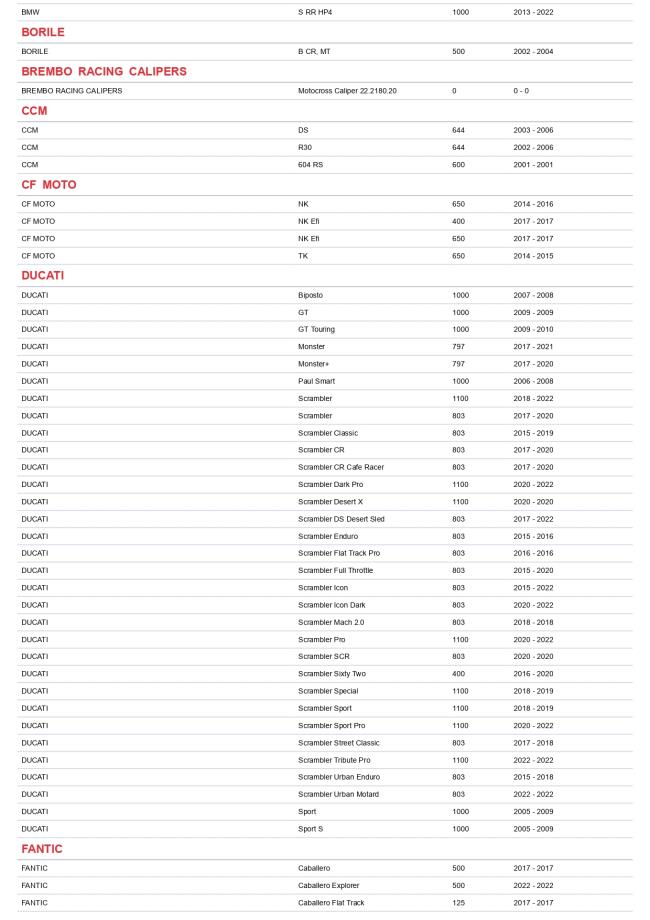 BMW S RR HP4 1000 2013 - 2022
BORILE
BORILE B CR, MT 500 2002 - 2004
BREMBO RACING CALIPERS
BREMBO RACING CALIPERS Motocross Caliper 22.2180.20 0 0 - 0
CCM
CCM DS 644 2003 - 2006
CCM R30 644 2002 - 2006
CCM 604 RS 600 2001 - 2001
CF MOTO
CF MOTO NK 650 2014 - 2016
CF MOTO NK Efi 400 2017 - 2017
CF MOTO NK Efi 650 2017 - 2017
CF MOTO TK 650 2014 - 2015
DUCATI
DUCATI Biposto 1000 2007 - 2008
DUCATI GT 1000 2009 - 2009
DUCATI GT Touring 1000 2009 - 2010
DUCATI Monster 797 2017 - 2021
DUCATI Monster+ 797 2017 - 2020
DUCATI Paul Smart 1000 2006 - 2008
DUCATI Scrambler 1100 2018 - 2022
DUCATI Scrambler 803 2017 - 2020
DUCATI Scrambler Classic 803 2015 - 2019
DUCATI Scrambler CR 803 2017 - 2020
DUCATI Scrambler CR Cafe Racer 803 2017 - 2020
DUCATI Scrambler Dark Pro 1100 2020 - 2022
DUCATI Scrambler Desert X 1100 2020 - 2020
DUCATI Scrambler DS Desert Sled 803 2017 - 2022
DUCATI Scrambler Enduro 803 2015 - 2016
DUCATI Scrambler Flat Track Pro 803 2016 - 2016
DUCATI Scrambler Full Throttle 803 2015 - 2020
DUCATI Scrambler Icon 803 2015 - 2022
DUCATI Scrambler Icon Dark 803 2020 - 2022
DUCATI Scrambler Mach 2.0 803 2018 - 2018
DUCATI Scrambler Pro 1100 2020 - 2022
DUCATI Scrambler SCR 803 2020 - 2020
DUCATI Scrambler Sixty Two 400 2016 - 2020
DUCATI Scrambler Special 1100 2018 - 2019
DUCATI Scrambler Sport 1100 2018 - 2019
DUCATI Scrambler Sport Pro 1100 2020 - 2022
DUCATI Scrambler Street Classic 803 2017 - 2018
DUCATI Scrambler Tribute Pro 1100 2022 - 2022
DUCATI Scrambler Urban Enduro 803 2015 - 2018
DUCATI Scrambler Urban Motard 803 2022 - 2022
DUCATI Sport 1000 2005 - 2009
DUCATI Sport S 1000 2005 - 2009
FANTIC
FANTIC Caballero 500 2017 - 2017
FANTIC Caballero Explorer 500 2022 - 2022
FANTIC Caballero Flat Track 125 2017 - 2017